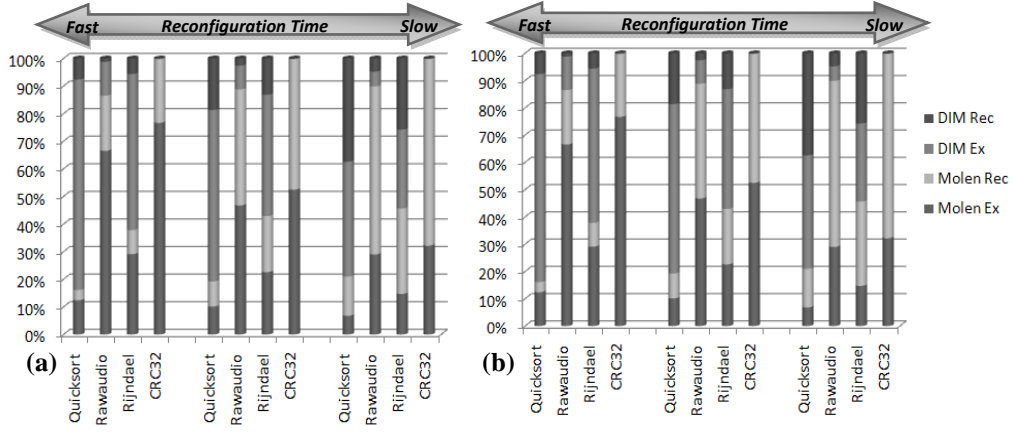 Fast Reconfiguration Time Slow
100%
90%
80%
70%
60%
50%
40%
30%
20%
10%
0%
Quicksort
Rawaudio
Rijndael
CRC32
Quicksort
Rawaudio
Rijndael
CRC32
Quicksort
Rawaudio
Rijndael
CRC32
(a)
Fast Reconfiguration Time Slow
100%
90%
80%
70%
60%
50%
40%
30%
20%
10%
0%
Quicksort
Rawaudio
Rijndael
CRC32
Quicksort
Rawaudio
Rijndael
CRC32
Quicksort
Rawaudio
Rijndael
CRC32
(b)
DIM Rec
DIM Ex
Molen Rec
Molen Ex